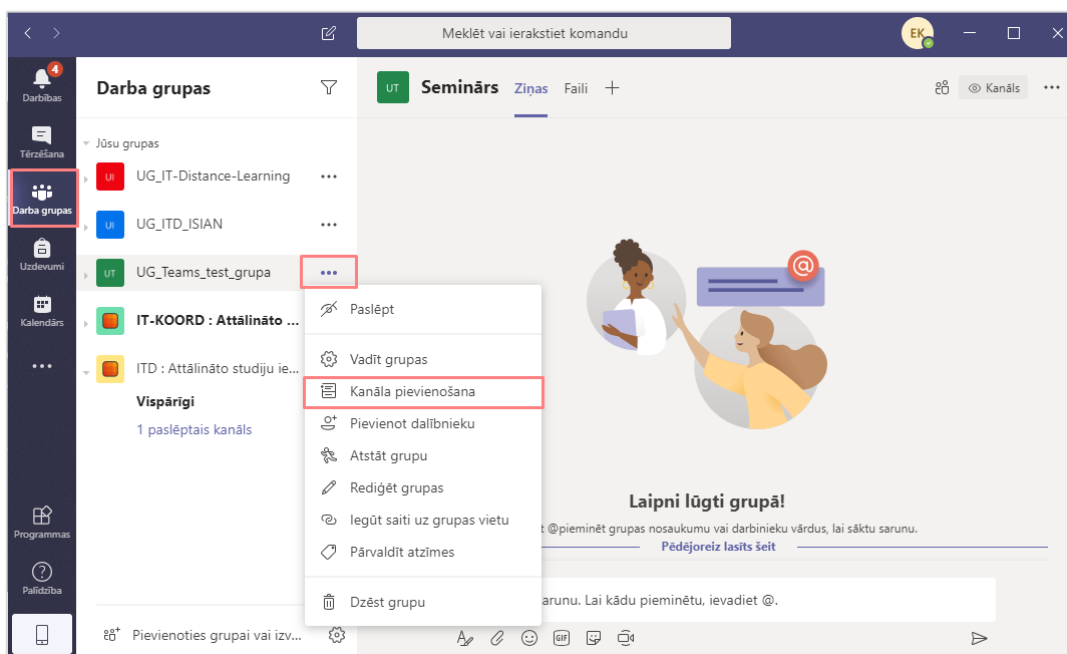 Meklēt vai ierakstiet komandu
EK
4
Darbības
Tērzēšana
Darba grupas
Uzdevumi
Kalendārs
Programmas
Palīdzība
Darba grupas
Jūsu grupas
UI UG_IT-Distance-Learning
UI UG_ITD_ISIAN
UT UG_Teams_test_grupa
IT-KOORD : Attālināto ...
ITD : Attālināto studiju ie...
Vispārīgi
1 paslēptais kanāls
Pievienoties grupai vai izv...
Paslēpt
Vadīt grupas
Kanāla pievienošana
Pievienot dalībnieku
Atstāt grupu
Rediģēt grupas
Iegūt saiti uz grupas vietu
Pārvaldīt atzīmes
Dzēst grupu
UT Seminārs Ziņas Faili Kanāls
@
Laipni lūgti grupā!
@pieminēt grupas nosaukumu vai darbinieku vārdus, lai sāktu sarunu.
Pēdējoreiz lasīts šeit
arunu. Lai kādu pieminētu, ievadiet @.
GIF